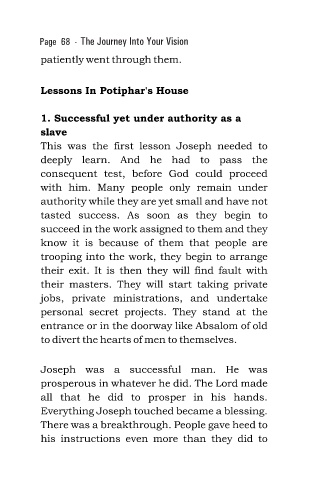 Page 68 - The Journey Into Your Vision
patiently went through them.
Lessons In Potiphar's House
1. Successful yet under authority as a
slave
This was the first lesson Joseph needed to
deeply learn. And he had to pass the
consequent test, before God could proceed
with him. Many people only remain under
authority while they are yet small and have not
tasted success. As soon as they begin to
succeed in the work assigned to them and they
know it is because of them that people are
trooping into the work, they begin to arrange
their exit. It is then they will find fault with
their masters. They will start taking private
jobs, private ministrations, and undertake
personal secret projects. They stand at the
entrance or in the doorway like Absalom of old
to divert the hearts of men to themselves.
Joseph was a successful man. He was
prosperous in whatever he did. The Lord made
all that he did to prosper in his hands.
Everything Joseph touched became a blessing.
There was a breakthrough. People gave heed to
his instructions even more than they did to